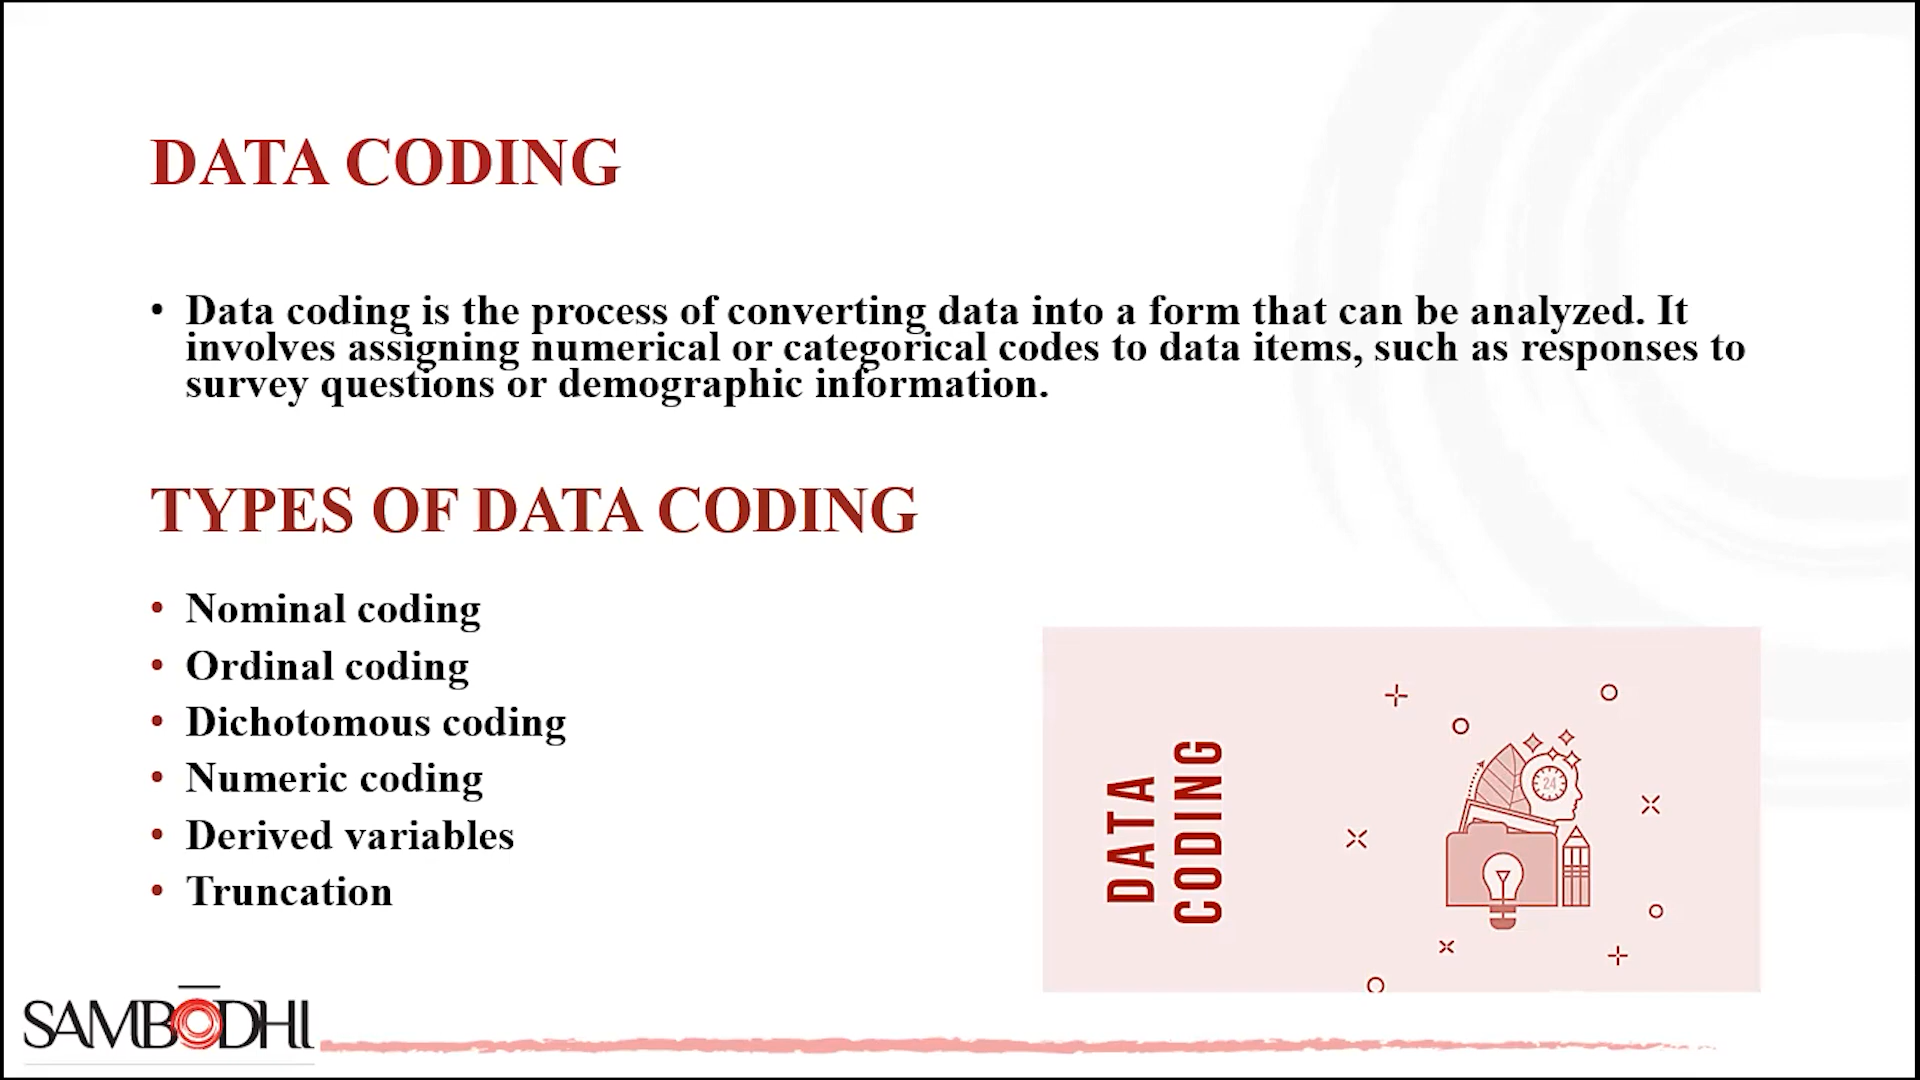 DATA CODING
• Data coding is the process of converting data into a form that can be analyzed. It
involves assigning numerical or categorical codes to data items, such as responses to
survey questions or demographic information.
TYPES OF DATA CODING
• Nominal coding
• Ordinal coding
• Dichotomous coding
• Numeric coding
• Derived variables
• Truncation
DATA
CODING
24
SAMBŌDHI